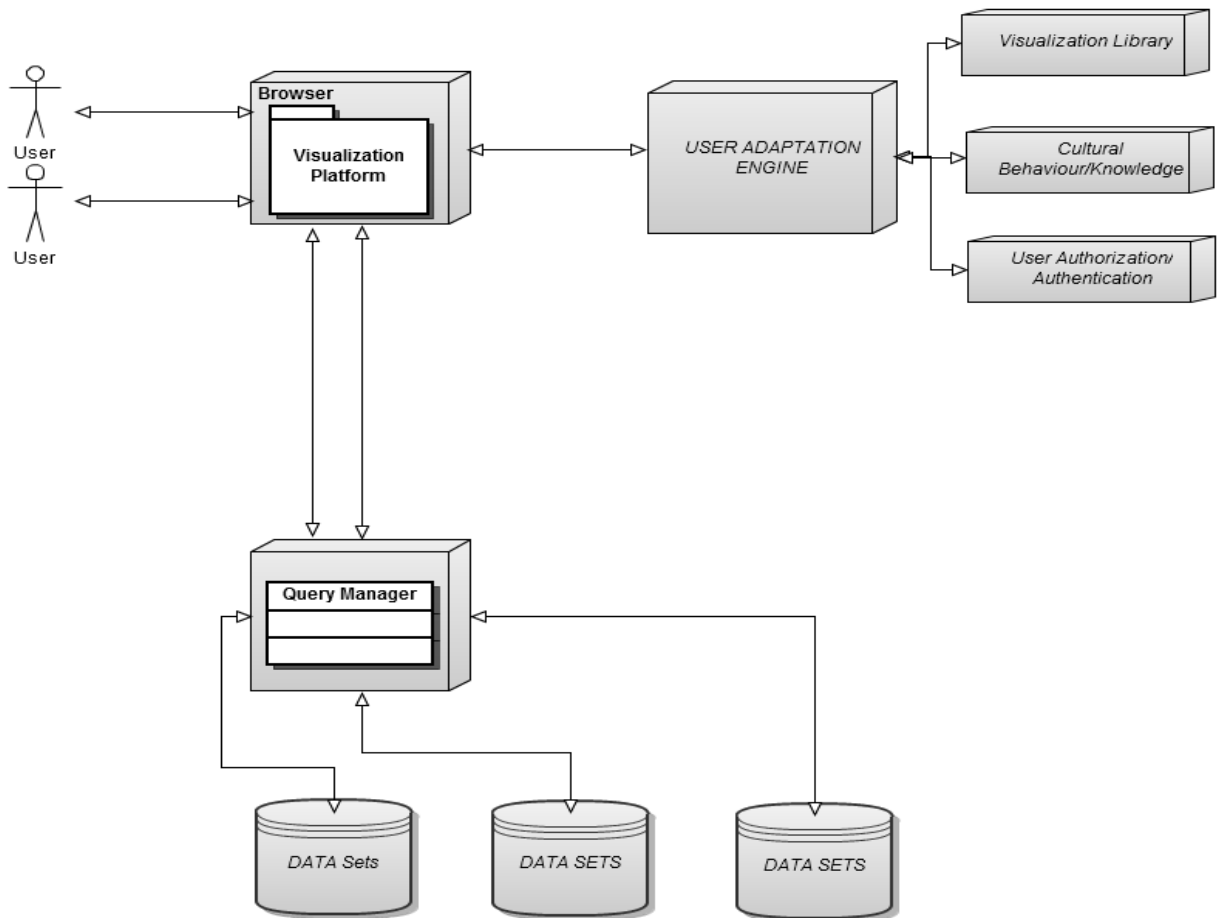 Visualization Library
Browser
User
Visualization
Platform
USER ADAPTATION
ENGINE
Cultural
Behaviour/Knowledge
User
User Authorization/
Authentication
Query Manager
DATA Sets
DATA SETS
DATA SETS